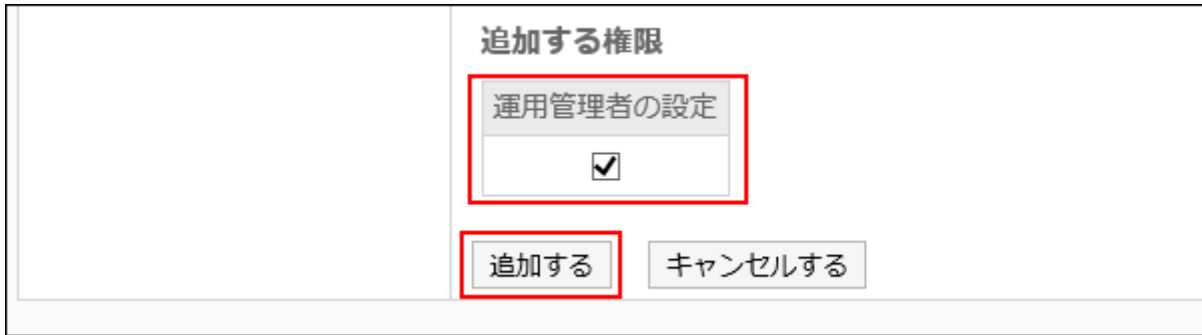 追加する権限
運用管理者の設定
追加する
キャンセルする